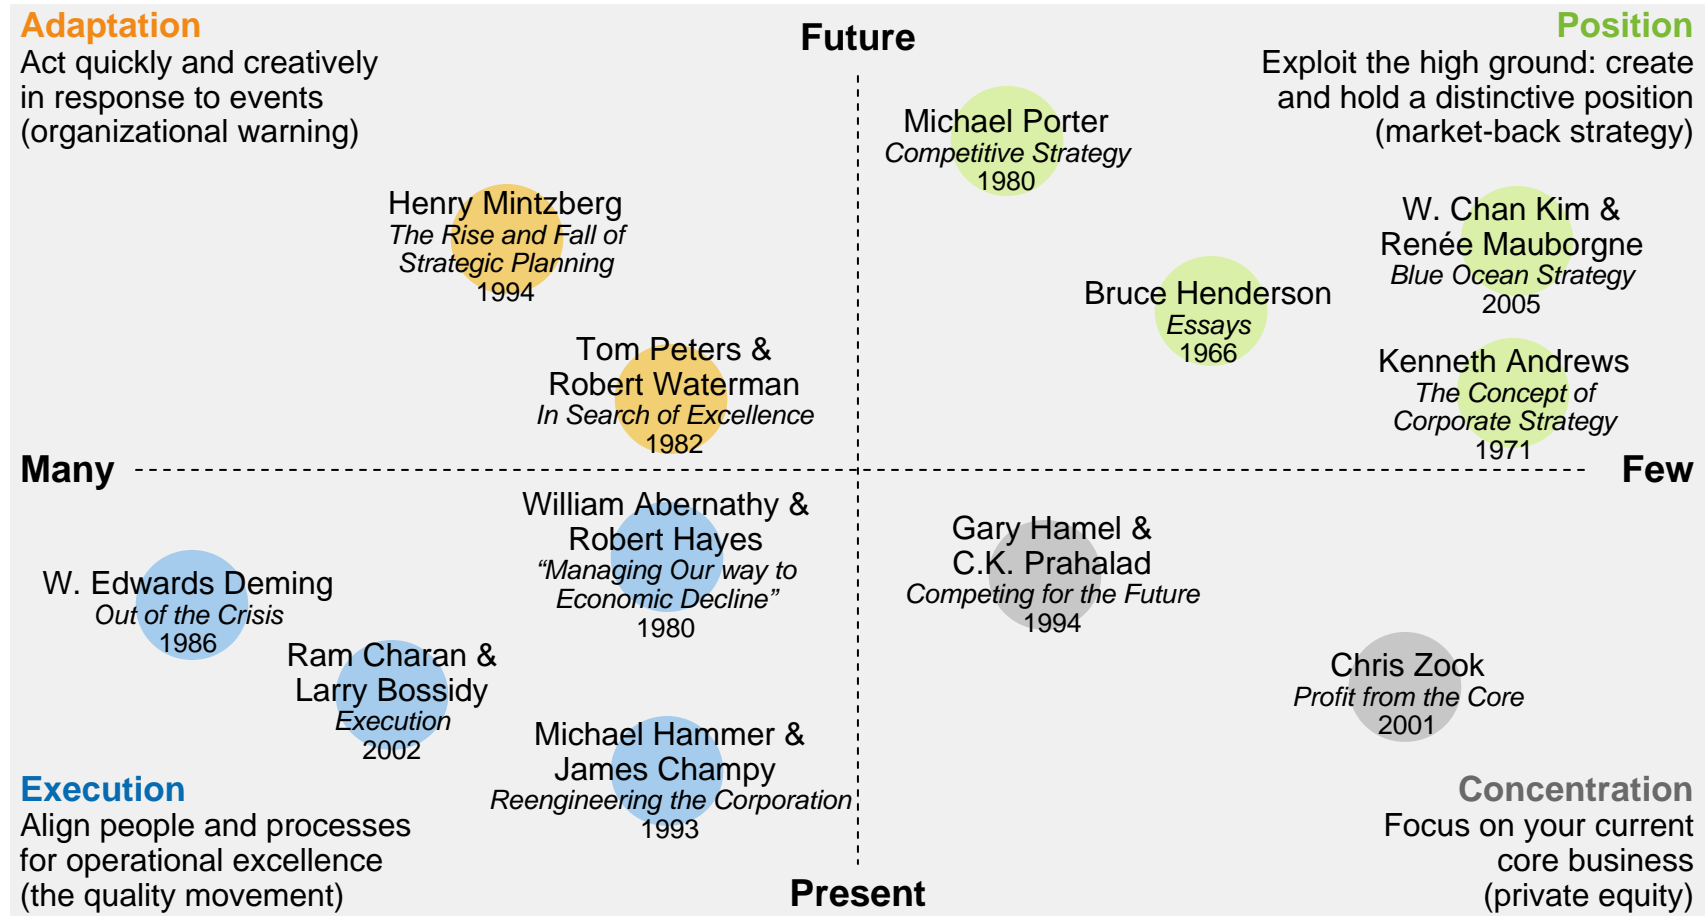 Adaptation
Act quickly and creatively
in response to events
(organizational warning)
Future
Position
Exploit the high ground: create
and hold a distinctive position
(market-back strategy)
Michael Porter
Competitive Strategy
1980
Henry Mintzberg
The Rise and Fall of
Strategic Planning
1994
W. Chan Kim &
Renée Mauborgne
Blue Ocean Strategy
2005
Bruce Henderson
Essays
1966
Tom Peters &
Robert Waterman
In Search of Excellence
1982
Kenneth Andrews
The Concept of
Corporate Strategy
1971
Many
Few
William Abernathy &
Robert Hayes
“Managing Our way to
Economic Decline”
1980
Gary Hamel &
C.K. Prahalad
Competing for the Future
1994
W. Edwards Deming
Out of the Crisis
1986
Ram Charan &
Larry Bossidy
Execution
2002
Chris Zook
Profit from the Core
2001
Michael Hammer &
James Champy
Reengineering the Corporation
1993
Execution
Align people and processes
for operational excellence
(the quality movement)
Present
Concentration
Focus on your current
core business
(private equity)